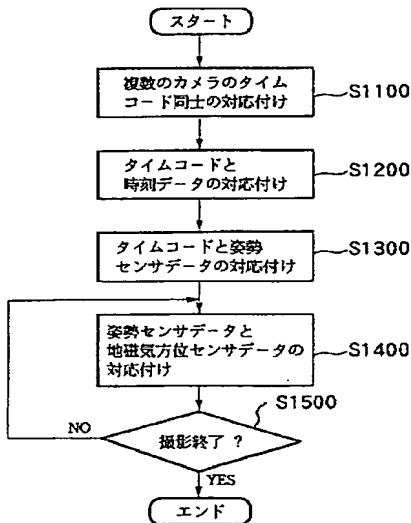 スタート
複数のカメラのタイム
コード同士の対応付け
S1100
タイムコードと
時刻データの対応付け
S1200
タイムコードと姿勢
センサデータの対応付け
S1300
姿勢センサデータと
地磁気方位センサデータの
対応付け
S1400
S1500
撮影終了 ?
NO
YES
エンド